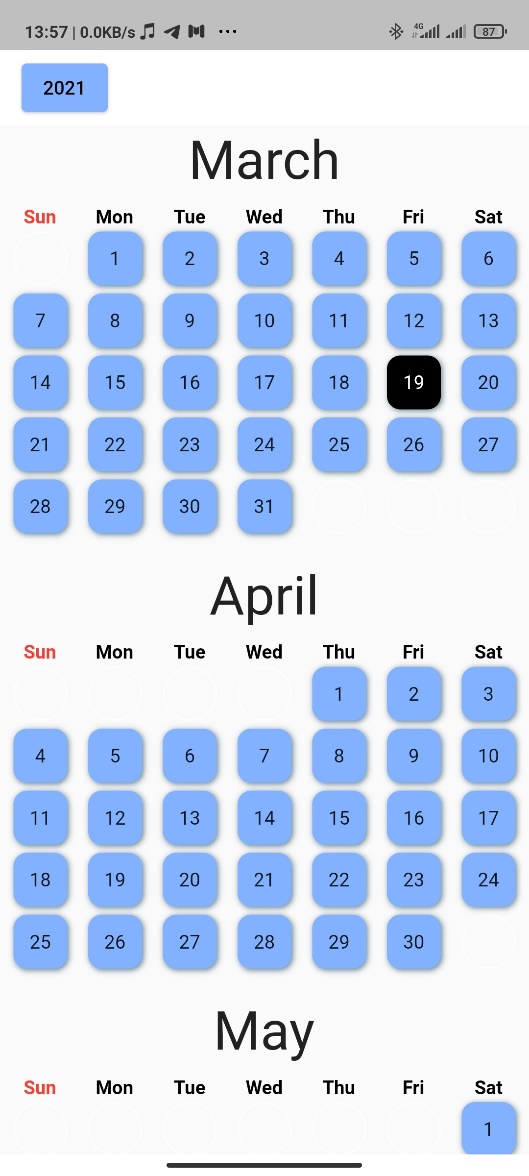 13:57 | 0.0KB/s ... 4G 87
2021
March
Sun Mon Tue Wed Thu Fri Sat
1 2 3 4 5 6
7 8 9 10 11 12 13
14 15 16 17 18 19 20
21 22 23 24 25 26 27
28 29 30 31
April
Sun Mon Tue Wed Thu Fri Sat
1 2 3
4 5 6 7 8 9 10
11 12 13 14 15 16 17
18 19 20 21 22 23 24
25 26 27 28 29 30
May
Sun Mon Tue Wed Thu Fri Sat
1